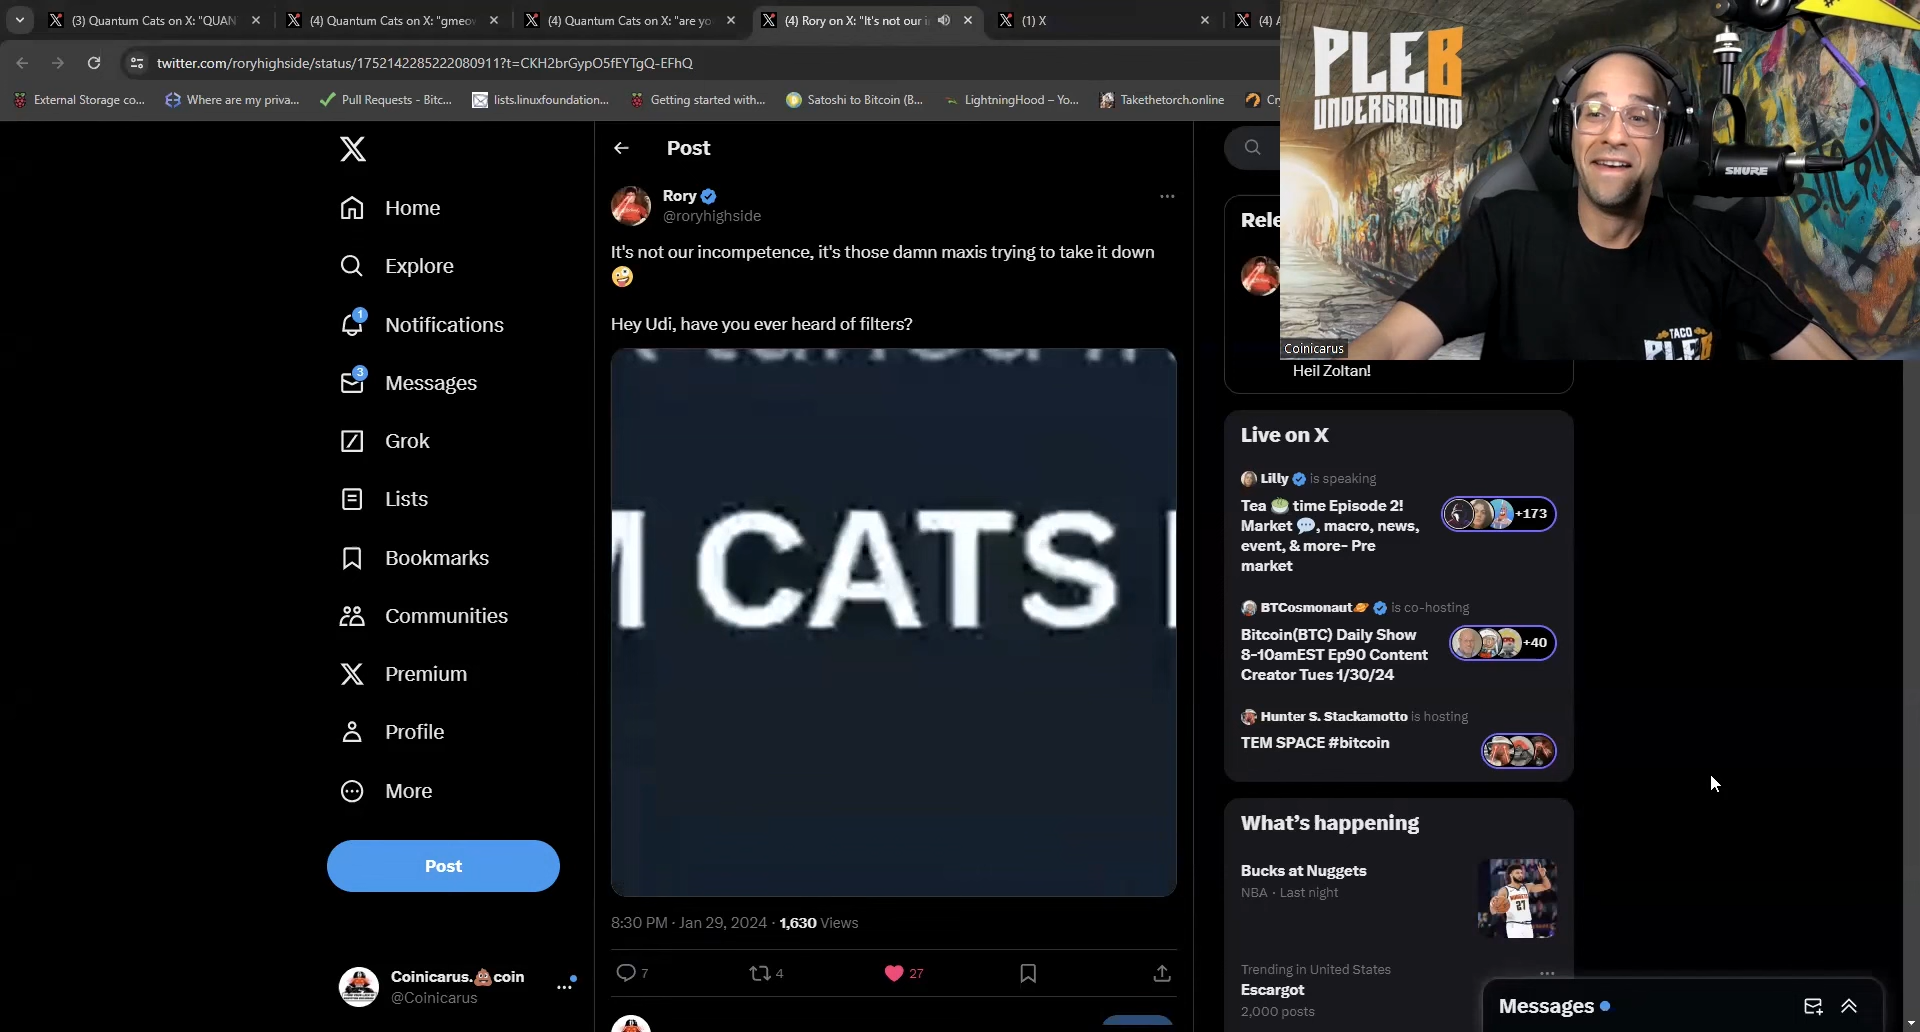 (3) Quantum Cats on X: "QUAN
(4) Quantum Cats on X: "gmeov
(4) Quantum Cats on X: "are yo
(4) Rory on X: "It's not our i
(1) X
(4) A
twitter.com/roryhighside/status/1752142285222080911?t=CKH2brGypO5fEYTgQ-EFhQ
External Storage co...
Where are my priva...
Pull Requests - Bitc...
lists.linuxfoundation...
Getting started with...
Satoshi to Bitcoin (B...
LightningHood – Yo...
Takethetorch.online
Cr
PLEB
UNDERGROUND
SHURE
TACO
PLEB
Coinicarus
Home
Explore
1
Notifications
3
Messages
Grok
Lists
Bookmarks
Communities
Premium
Profile
More
Post
Coinicarus.💩coin
@Coinicarus
Post
Rory
@roryhighside
It's not our incompetence, it's those damn maxis trying to take it down
🤪
Hey Udi, have you ever heard of filters?
M CATS
8:30 PM · Jan 29, 2024 · 1,630 Views
7
4
27
Rele
Heil Zoltan!
Live on X
Lilly is speaking
Tea 🍵 time Episode 2!
Market 💬, macro, news,
event, & more- Pre
market
+173
BTCosmonaut🪐 is co-hosting
Bitcoin(BTC) Daily Show
8-10amEST Ep90 Content
Creator Tues 1/30/24
+40
Hunter S. Stackamotto is hosting
TEM SPACE #bitcoin
What's happening
Bucks at Nuggets
NBA · Last night
27
Trending in United States
Escargot
2,000 posts
Messages